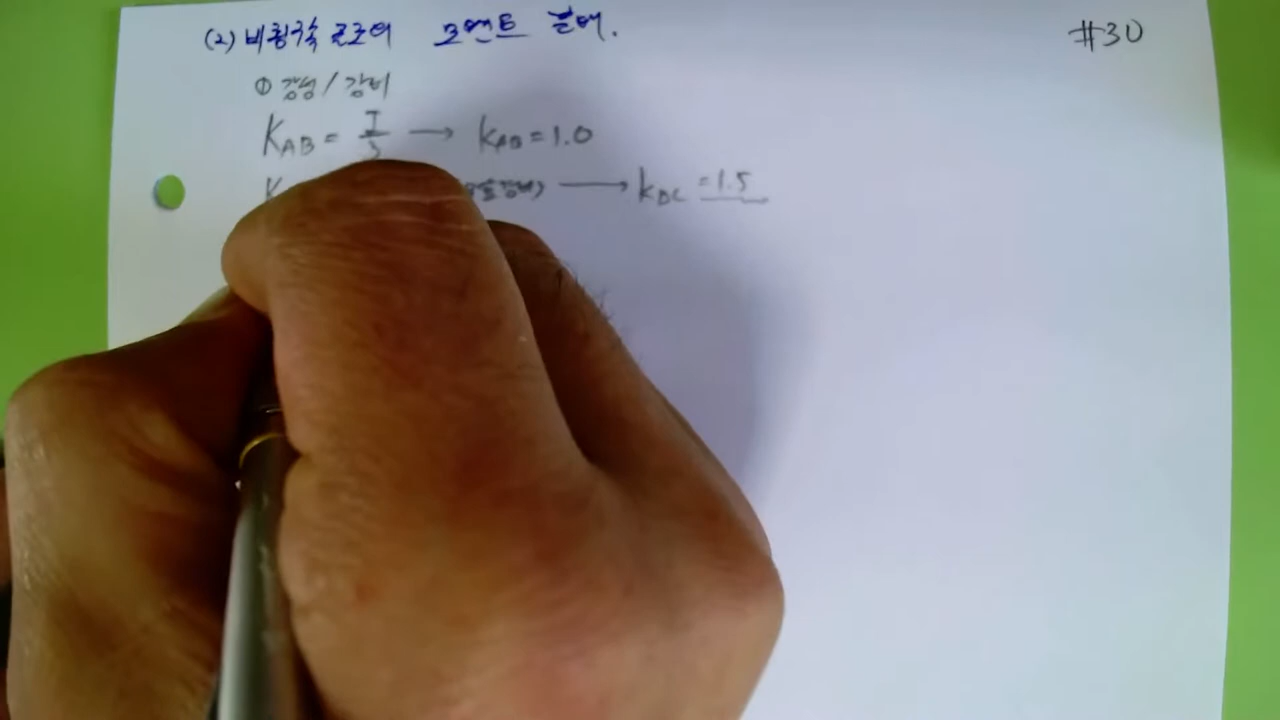 (2) 비횡구속 골조의 모멘트 분배. #30
① 강성/강비
K_AB = I/3 → k_AB = 1.0
K → k_DC = 1.5